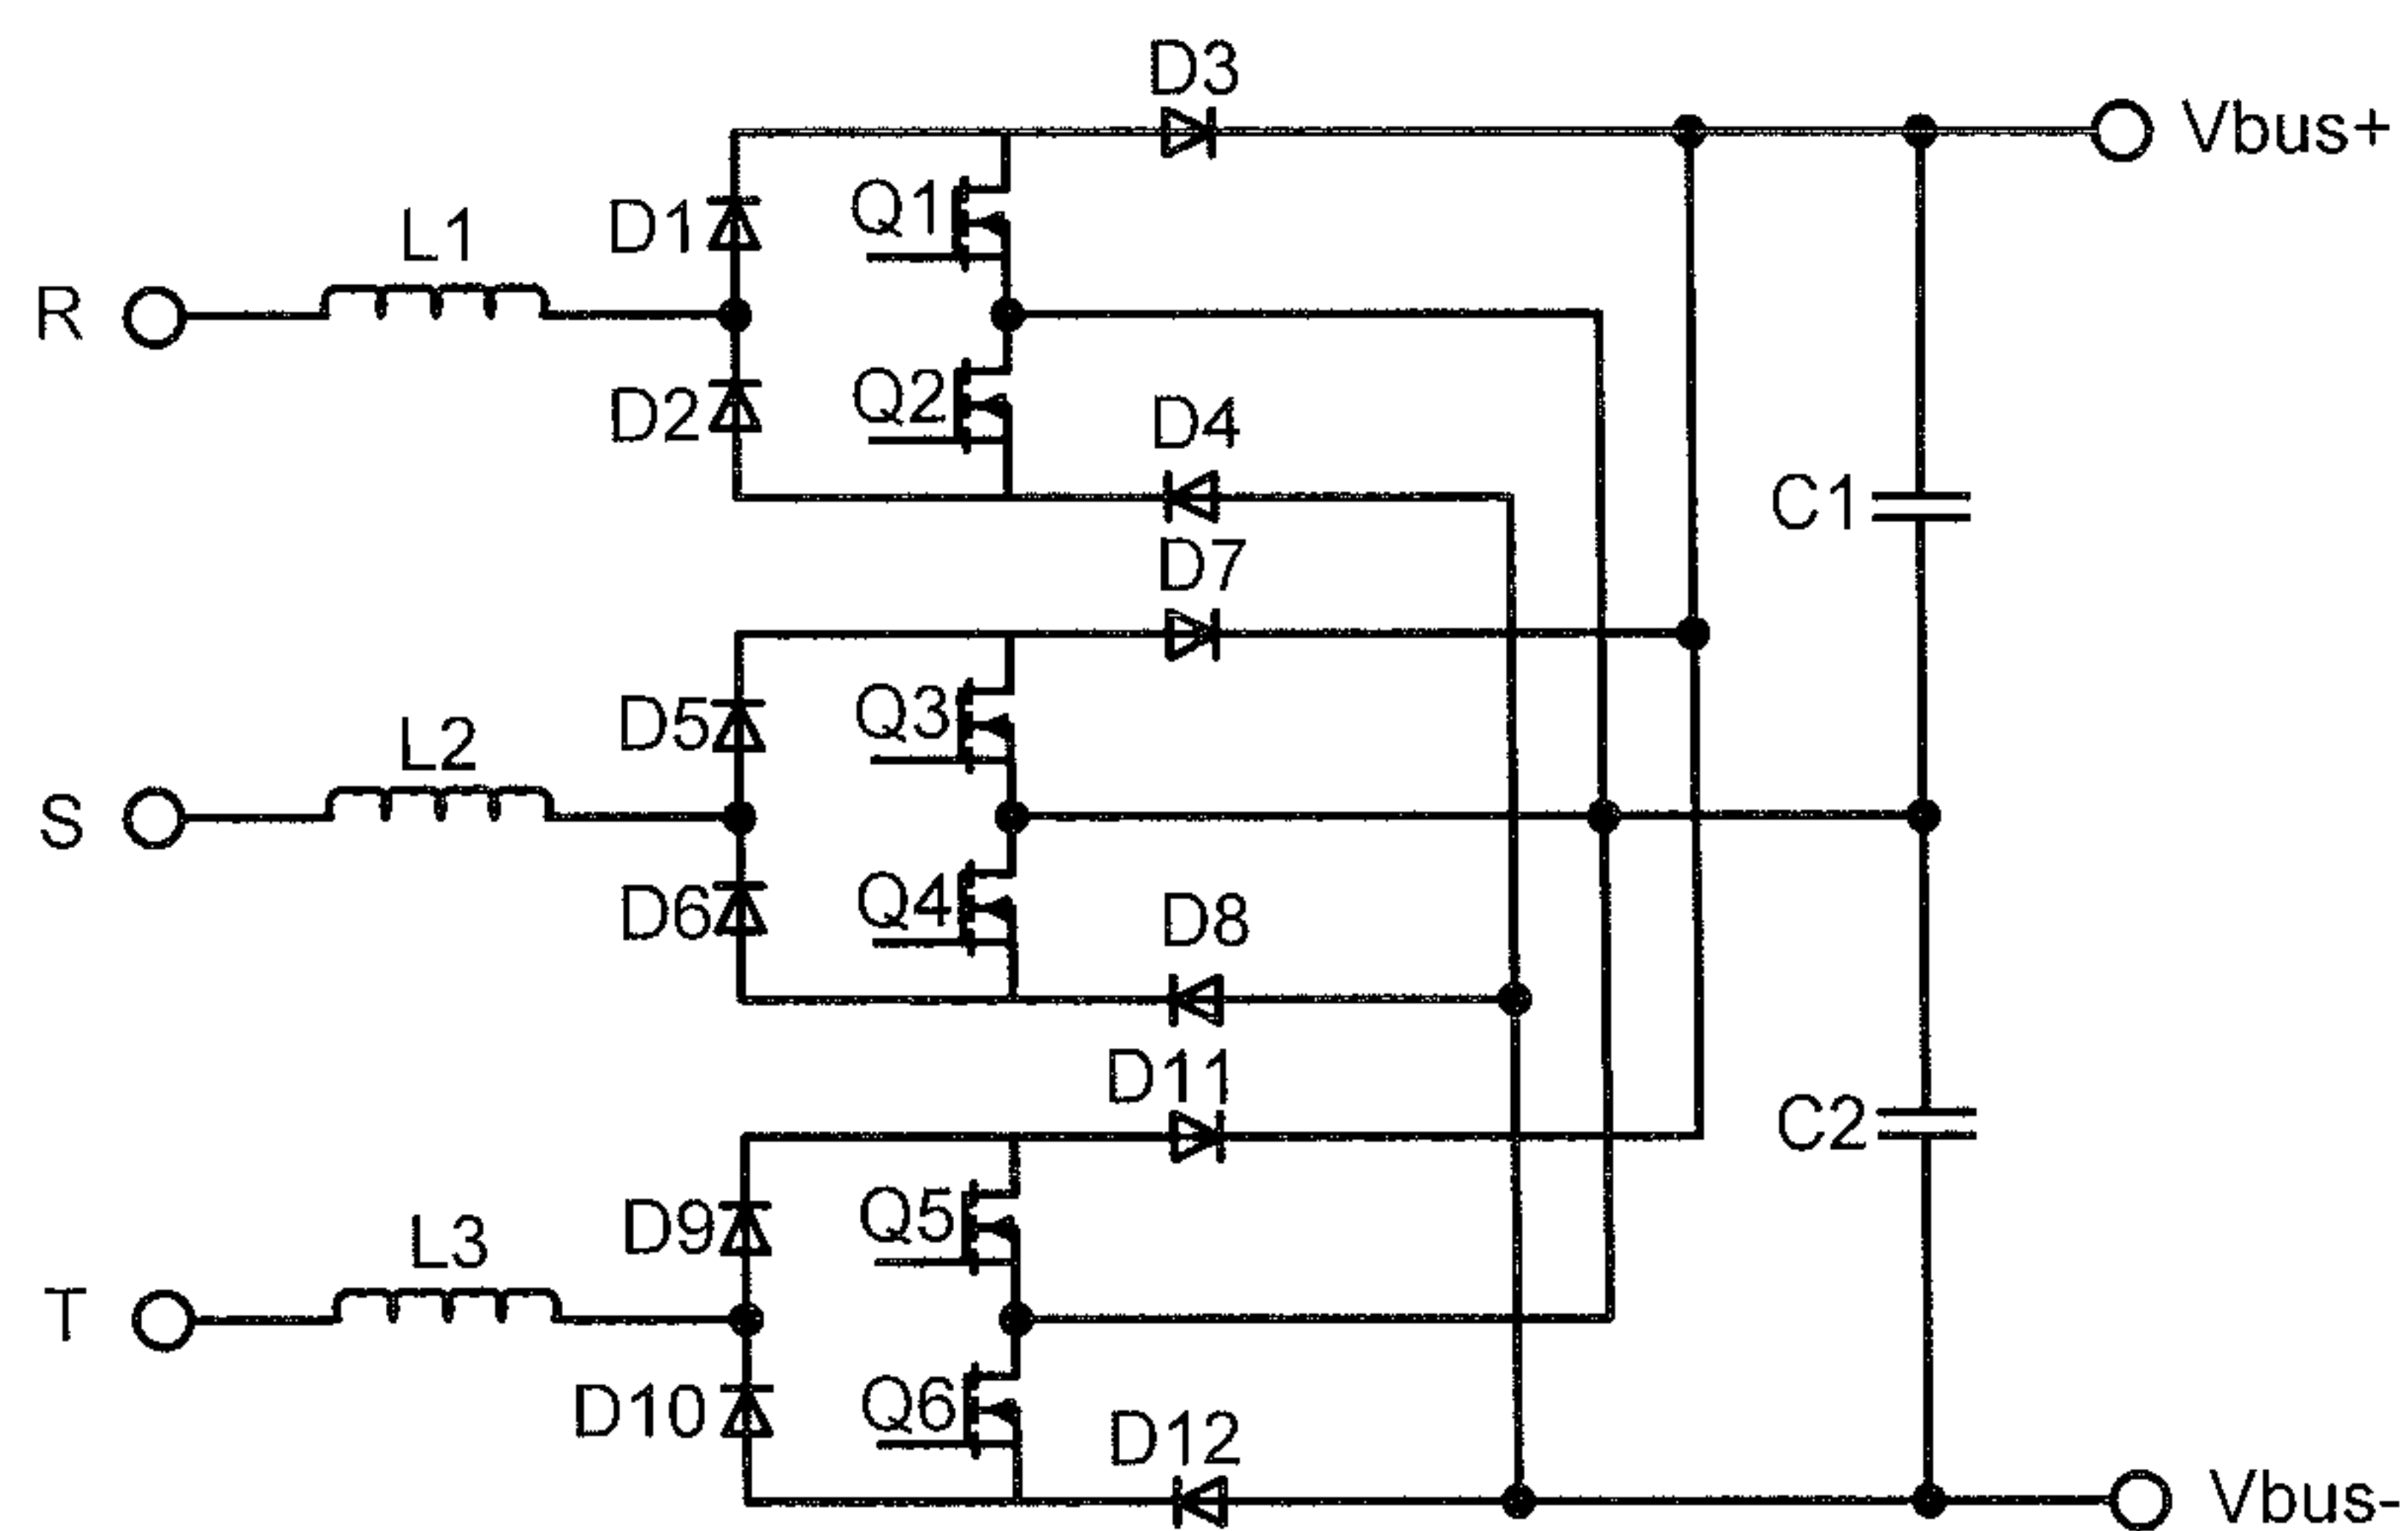 D3
Vbus+
Q1
D1
L1
R
D2
Q2
D4
C1
D7
D5
Q3
L2
S
D6
Q4
D8
D11
C2
D9
Q5
L3
T
D10
Q6
D12
Vbus-